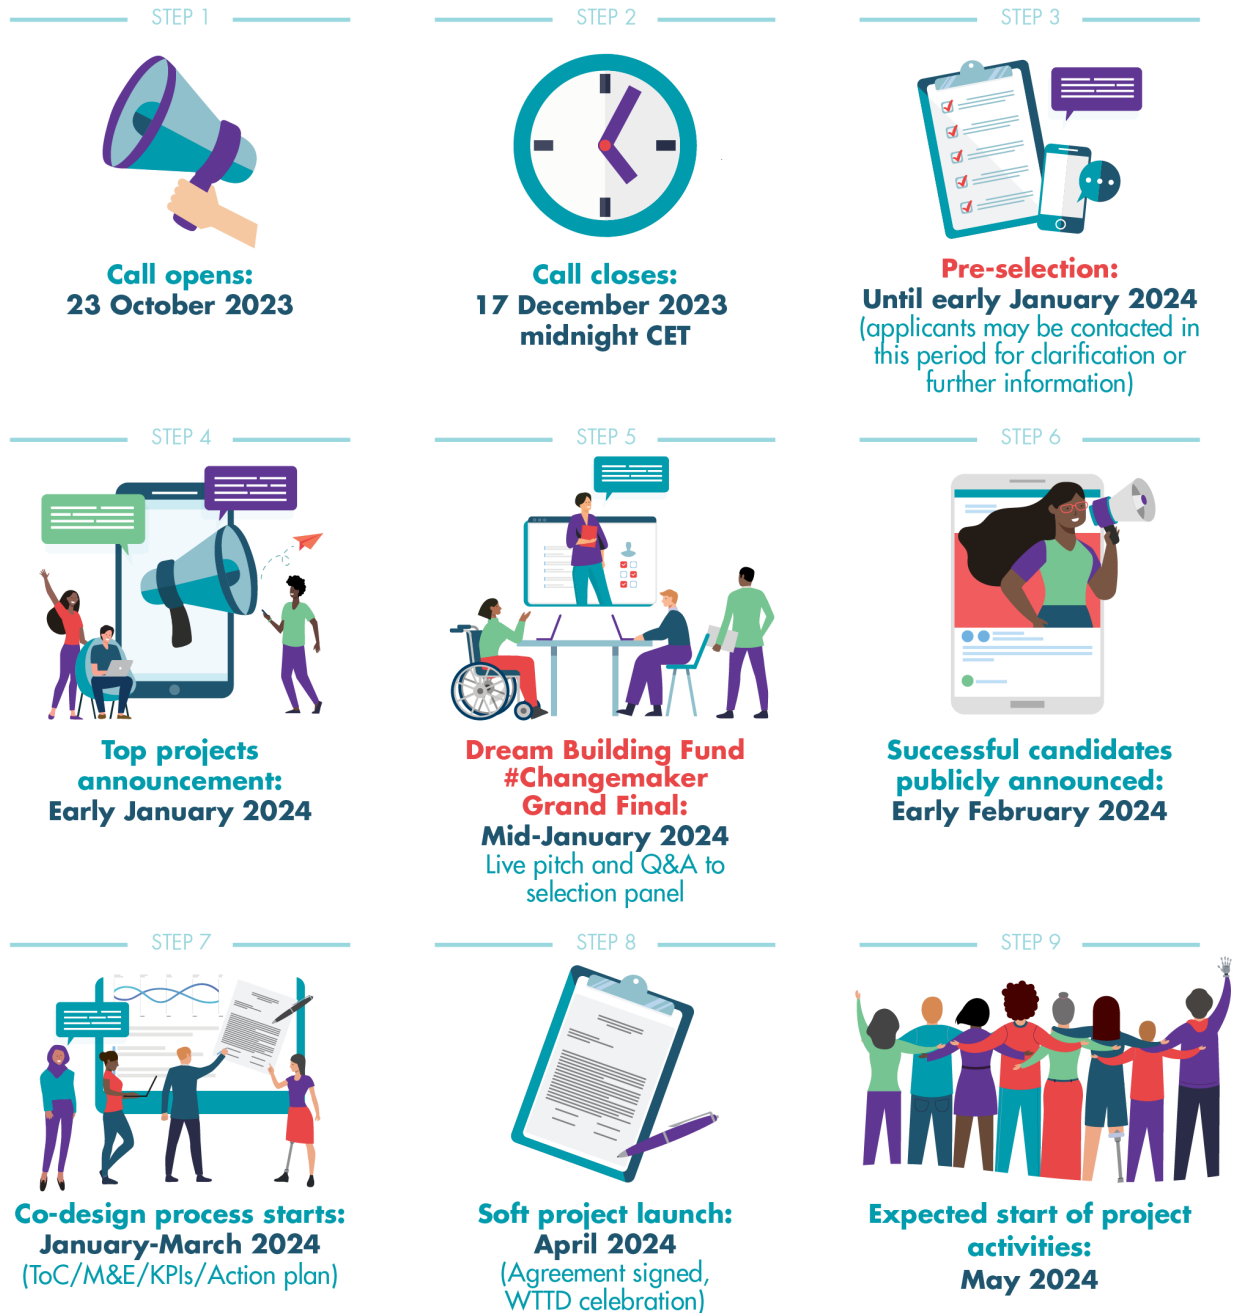 STEP 1
Call opens:
23 October 2023
STEP 2
Call closes:
17 December 2023
midnight CET
STEP 3
Pre-selection:
Until early January 2024
(applicants may be contacted in
this period for clarification or
further information)
STEP 4
Top projects
announcement:
Early January 2024
STEP 5
Dream Building Fund
#Changemaker
Grand Final:
Mid-January 2024
Live pitch and Q&A to
selection panel
STEP 6
Successful candidates
publicly announced:
Early February 2024
STEP 7
Co-design process starts:
January-March 2024
(ToC/M&E/KPIs/Action plan)
STEP 8
Soft project launch:
April 2024
(Agreement signed,
WTTD celebration)
STEP 9
Expected start of project
activities:
May 2024